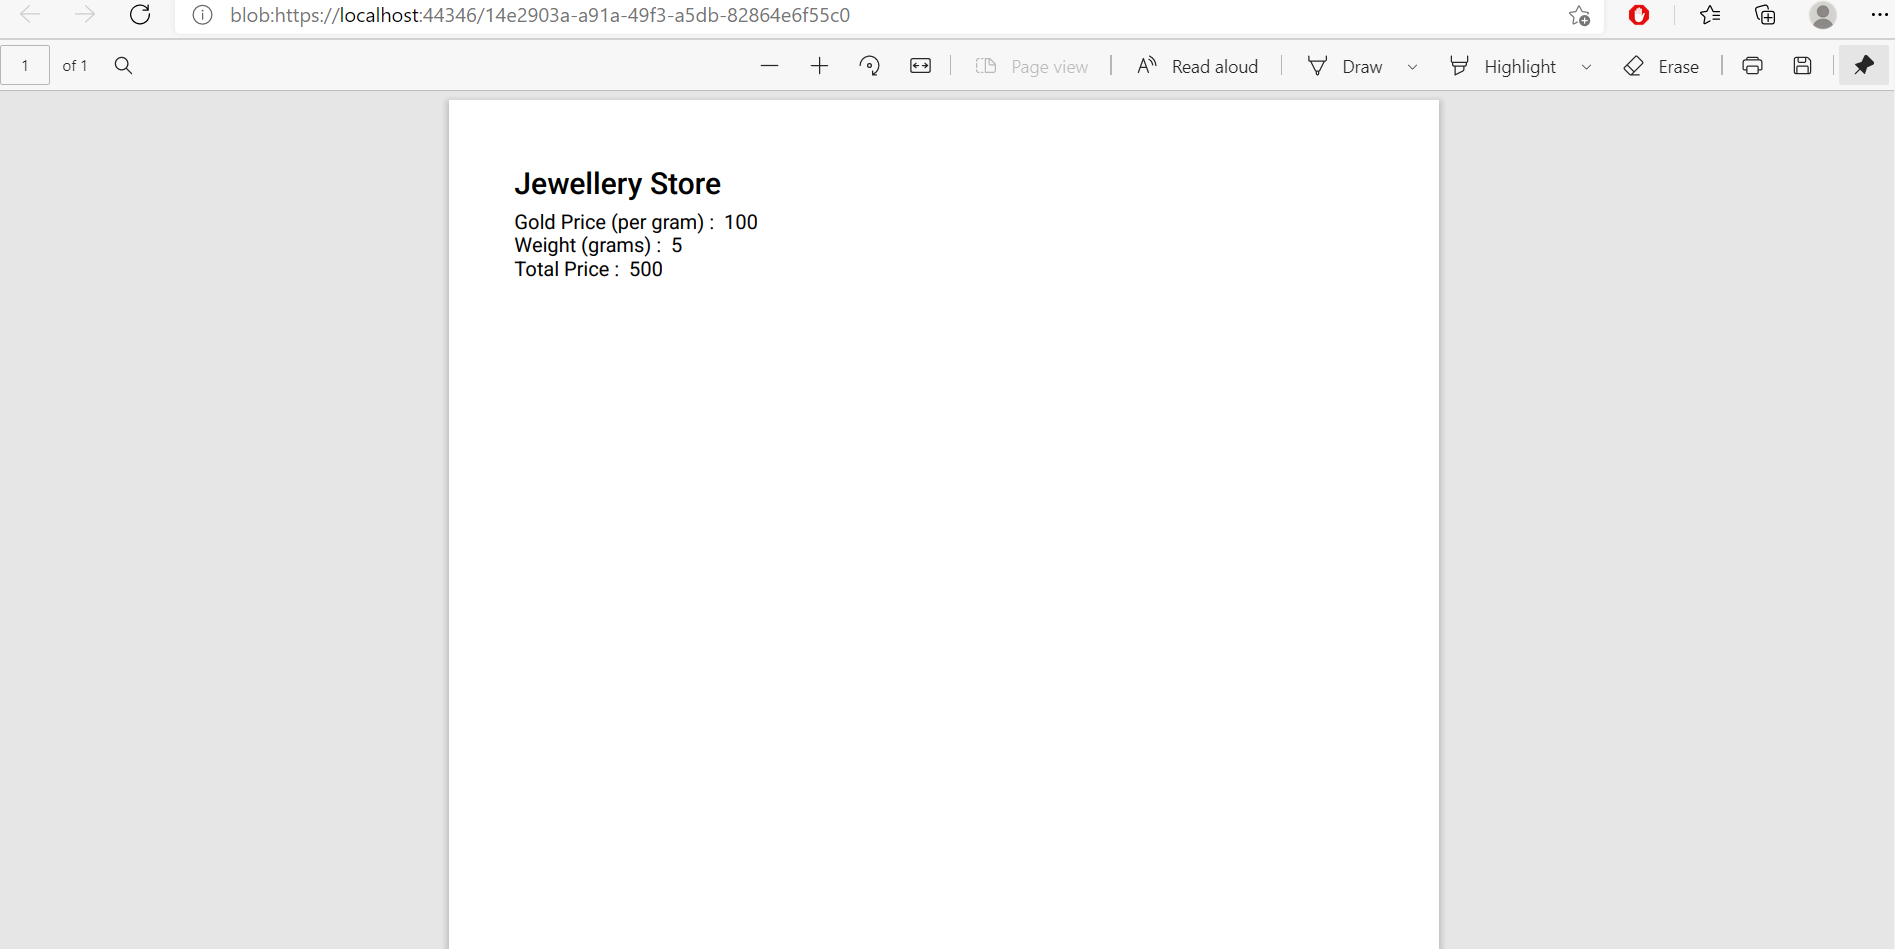 blob:https://localhost:44346/14e2903a-a91a-49f3-a5db-82864e6f55c0
1 of 1 Page view Read aloud Draw Highlight Erase
Jewellery Store
Gold Price (per gram) : 100
Weight (grams) : 5
Total Price : 500